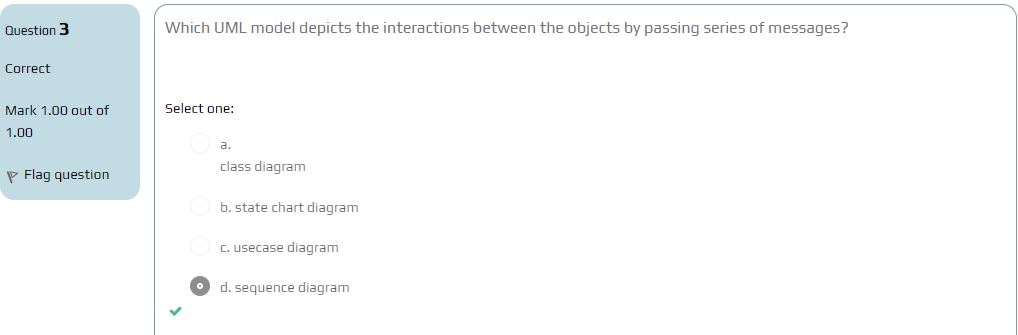 Question 3
Correct
Mark 1.00 out of
1.00
Flag question
Which UML model depicts the interactions between the objects by passing series of messages?
Select one:
a.
class diagram
b. state chart diagram
c. usecase diagram
d. sequence diagram